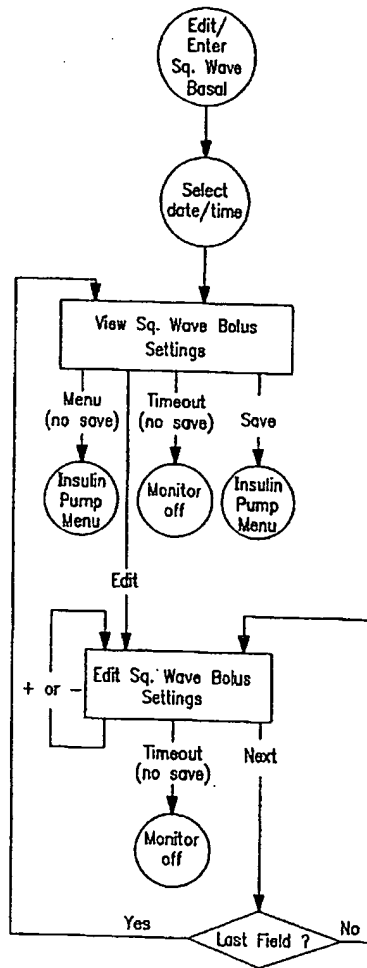 Edit/
Enter
Sq. Wave
Basal
Select
date/time
View Sq. Wave Bolus
Settings
Menu
(no save)
Timeout
(no save)
Save
Insulin
Pump
Menu
Monitor
off
Insulin
Pump
Menu
Edit
+ or -
Edit Sq. Wave Bolus
Settings
Timeout
(no save)
Next
Monitor
off
Yes
Last Field ?
No